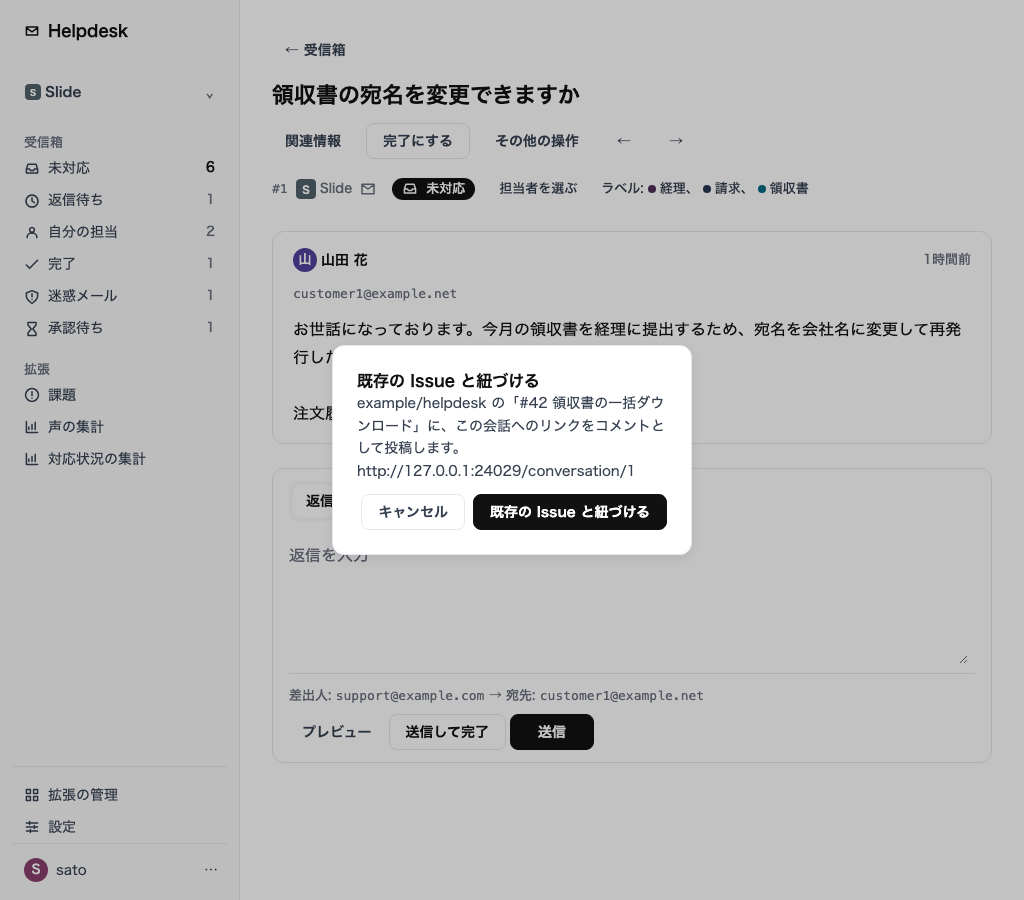 Helpdesk
S Slide
受信箱
未対応 6
返信待ち 1
自分の担当 2
完了 1
迷惑メール 1
承認待ち 1
拡張
課題
声の集計
対応状況の集計
拡張の管理
設定
S sato ⋯
← 受信箱
領収書の宛名を変更できますか
関連情報 完了にする その他の操作 ← →
#1 S Slide 未対応 担当者を選ぶ ラベル: 経理、 請求、 領収書
山 山田 花 1時間前
customer1@example.net
お世話になっております。今月の領収書を経理に提出するため、宛名を会社名に変更して再発
行した
注文履
既存の Issue と紐づける
example/helpdesk の「#42 領収書の一括ダウ
ンロード」に、この会話へのリンクをコメントと
して投稿します。
http://127.0.0.1:24029/conversation/1
キャンセル 既存の Issue と紐づける
返信
返信を入力
差出人: support@example.com → 宛先: customer1@example.net
プレビュー 送信して完了 送信